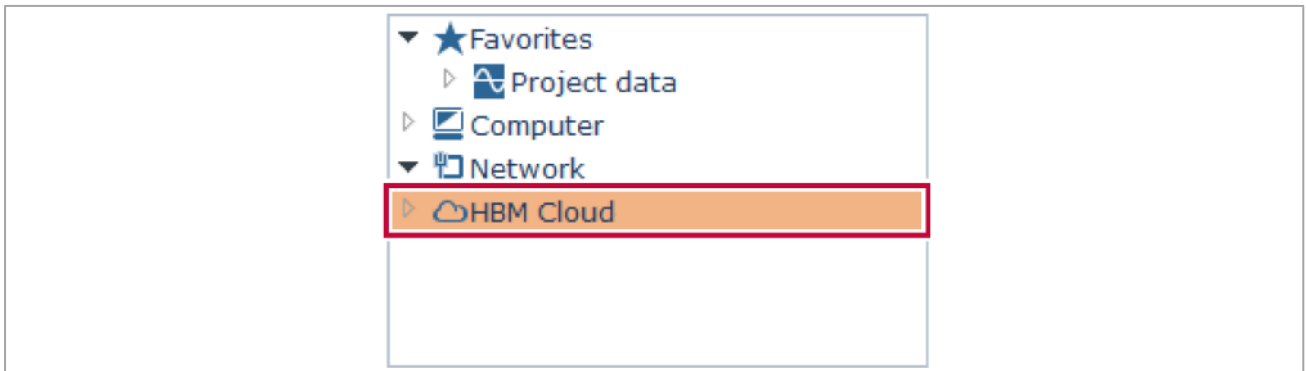 Favorites
Project data
Computer
Network
HBM Cloud